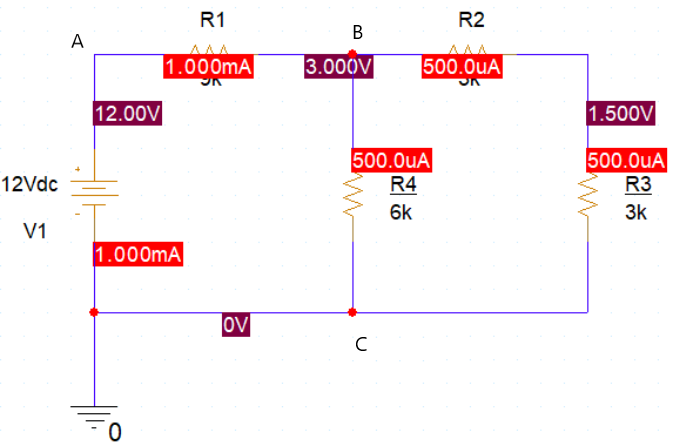 R1
R2
A
B
1.000mA
9k
3.000V
500.0uA
3k
12.00V
1.500V
500.0uA
500.0uA
12Vdc
+
-
R4
6k
R3
3k
V1
1.000mA
0V
C
0